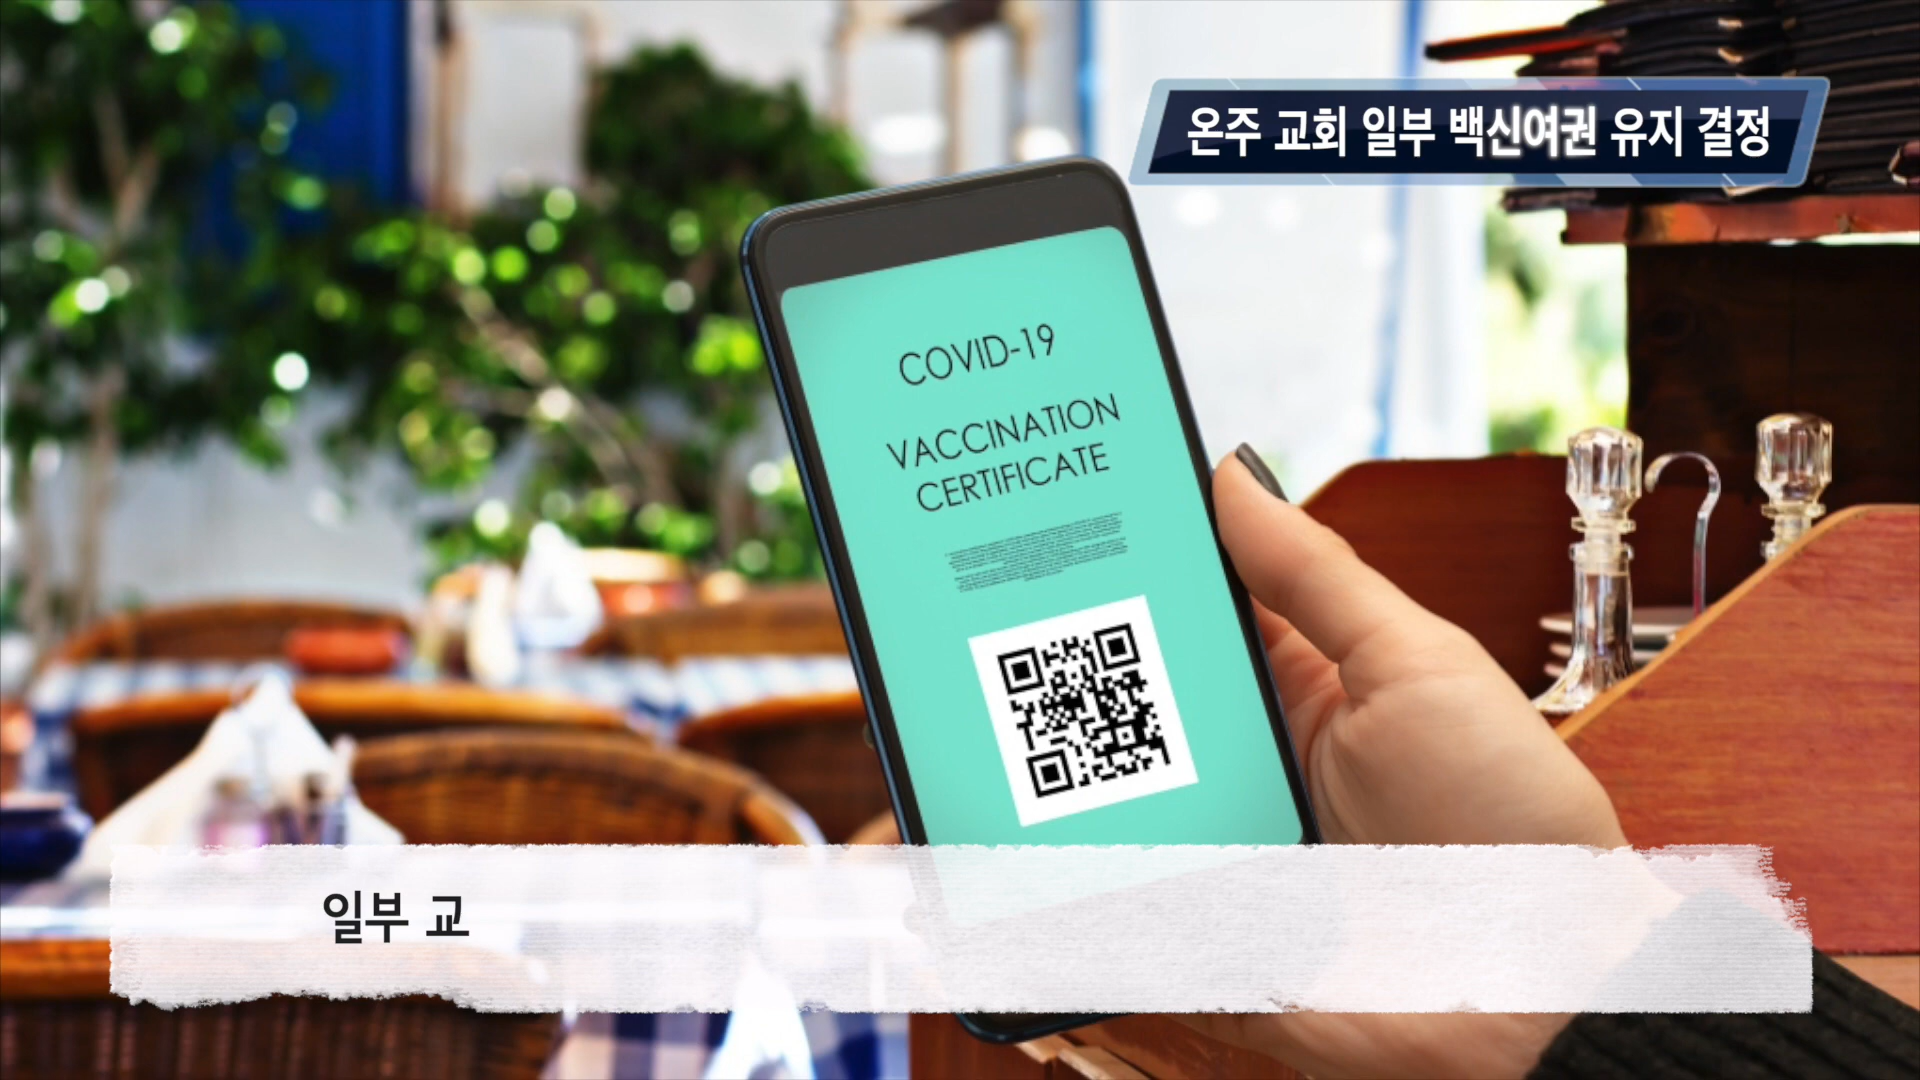 온주 교회 일부 백신여권 유지 결정
COVID-19
VACCINATION
CERTIFICATE
일부 교